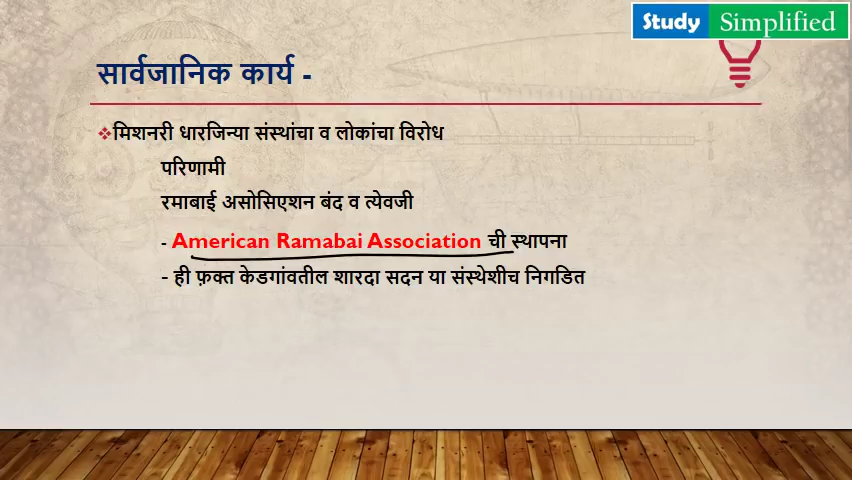 Study Simplified
सार्वजानिक कार्य -
❖मिशनरी धारजिन्या संस्थांचा व लोकांचा विरोध
परिणामी
रमाबाई असोसिएशन बंद व त्येवजी
- American Ramabai Association ची स्थापना
- ही फ़क्त केडगांवतील शारदा सदन या संस्थेशीच निगडित